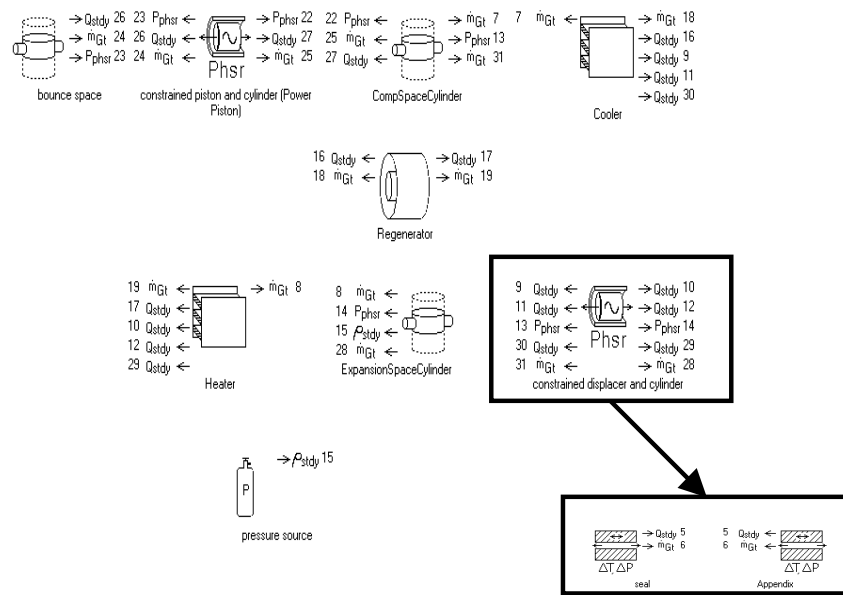 Qstdy 26
ṁGt 24
Pphsr 23
bounce space
23 Pphsr
26 Qstdy
24 ṁGt
Phsr
Pphsr 22
Qstdy 27
ṁGt 25
constrained piston and cylinder (Power
Piston)
22 Pphsr
25 ṁGt
27 Qstdy
ṁGt 7
Pphsr 13
ṁGt 31
CompSpaceCylinder
7 ṁGt
ṁGt 18
Qstdy 16
Qstdy 9
Qstdy 11
Qstdy 30
Cooler
16 Qstdy
18 ṁGt
Qstdy 17
ṁGt 19
Regenerator
19 ṁGt
17 Qstdy
10 Qstdy
12 Qstdy
29 Qstdy
ṁGt 8
Heater
8 ṁGt
14 Pphsr
15 ρstdy
28 ṁGt
ExpansionSpaceCylinder
9 Qstdy
11 Qstdy
13 Pphsr
30 Qstdy
31 ṁGt
Phsr
Qstdy 10
Qstdy 12
Pphsr 14
Qstdy 29
ṁGt 28
constrained displacer and cylinder
ρstdy 15
P
pressure source
Qstdy 5
ṁGt 6
ΔT, ΔP
seal
5 Qstdy
6 ṁGt
ΔT, ΔP
Appendix